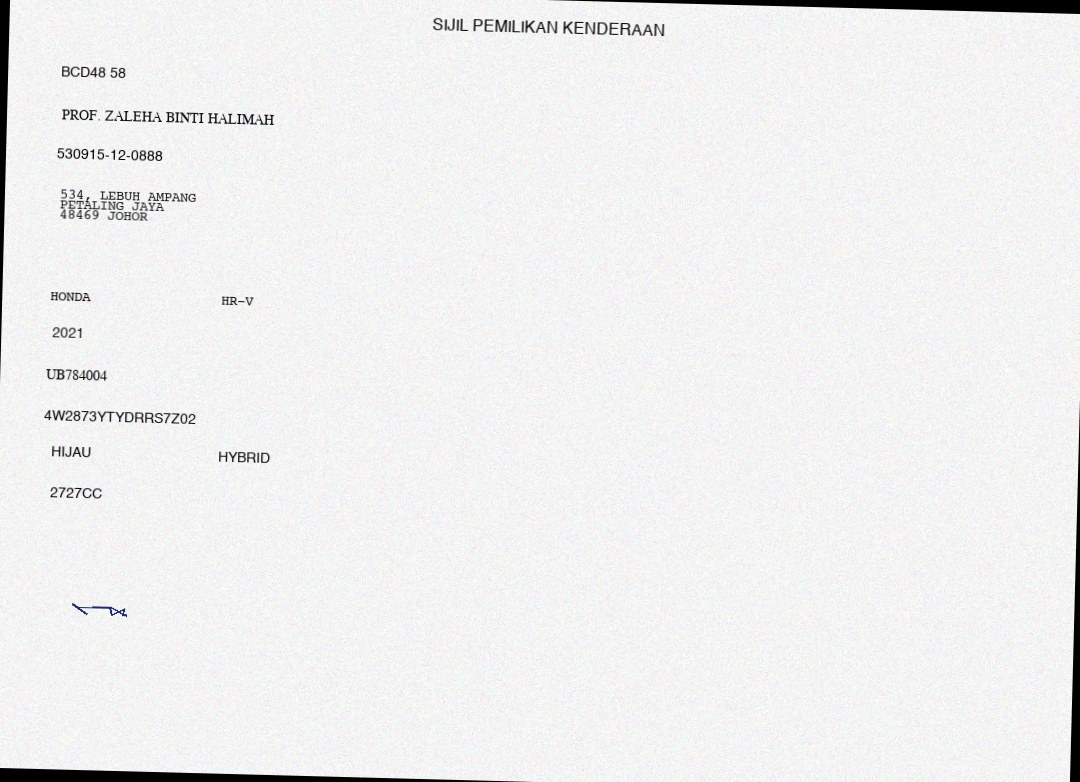 SIJIL PEMILIKAN KENDERAAN
BCD48 58
PROF. ZALEHA BINTI HALIMAH
530915-12-0888
534, LEBUH AMPANG
PETALING JAYA
48469 JOHOR
HONDA HR-V
2021
UB784004
4W2873YTYDRRS7Z02
HIJAU HYBRID
2727CC